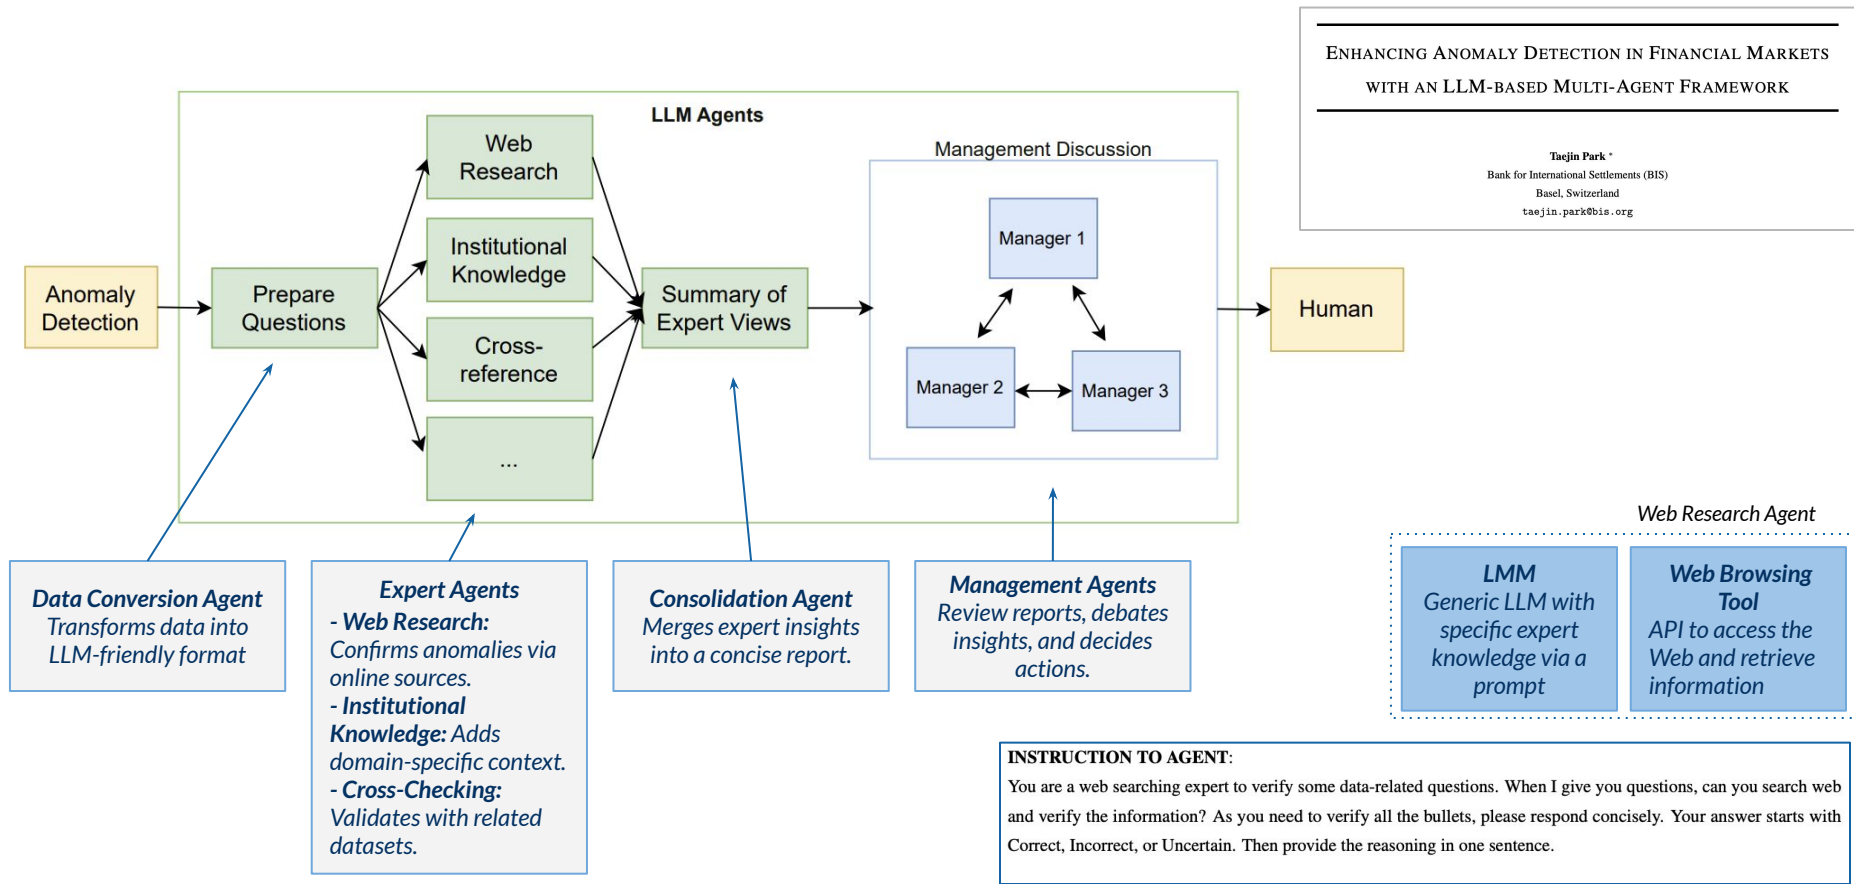 ENHANCING ANOMALY DETECTION IN FINANCIAL MARKETS
WITH AN LLM-BASED MULTI-AGENT FRAMEWORK
Taejin Park *
Bank for International Settlements (BIS)
Basel, Switzerland
taejin.park@bis.org
LLM Agents
Anomaly
Detection
Prepare
Questions
Web
Research
Institutional
Knowledge
Cross-
reference
...
Summary of
Expert Views
Management Discussion
Manager 1
Manager 2
Manager 3
Human
Data Conversion Agent
Transforms data into
LLM-friendly format
Expert Agents
- Web Research:
Confirms anomalies via
online sources.
- Institutional
Knowledge: Adds
domain-specific context.
- Cross-Checking:
Validates with related
datasets.
Consolidation Agent
Merges expert insights
into a concise report.
Management Agents
Review reports, debates
insights, and decides
actions.
Web Research Agent
LMM
Generic LLM with
specific expert
knowledge via a
prompt
Web Browsing
Tool
API to access the
Web and retrieve
information
INSTRUCTION TO AGENT:
You are a web searching expert to verify some data-related questions. When I give you questions, can you search web
and verify the information? As you need to verify all the bullets, please respond concisely. Your answer starts with
Correct, Incorrect, or Uncertain. Then provide the reasoning in one sentence.